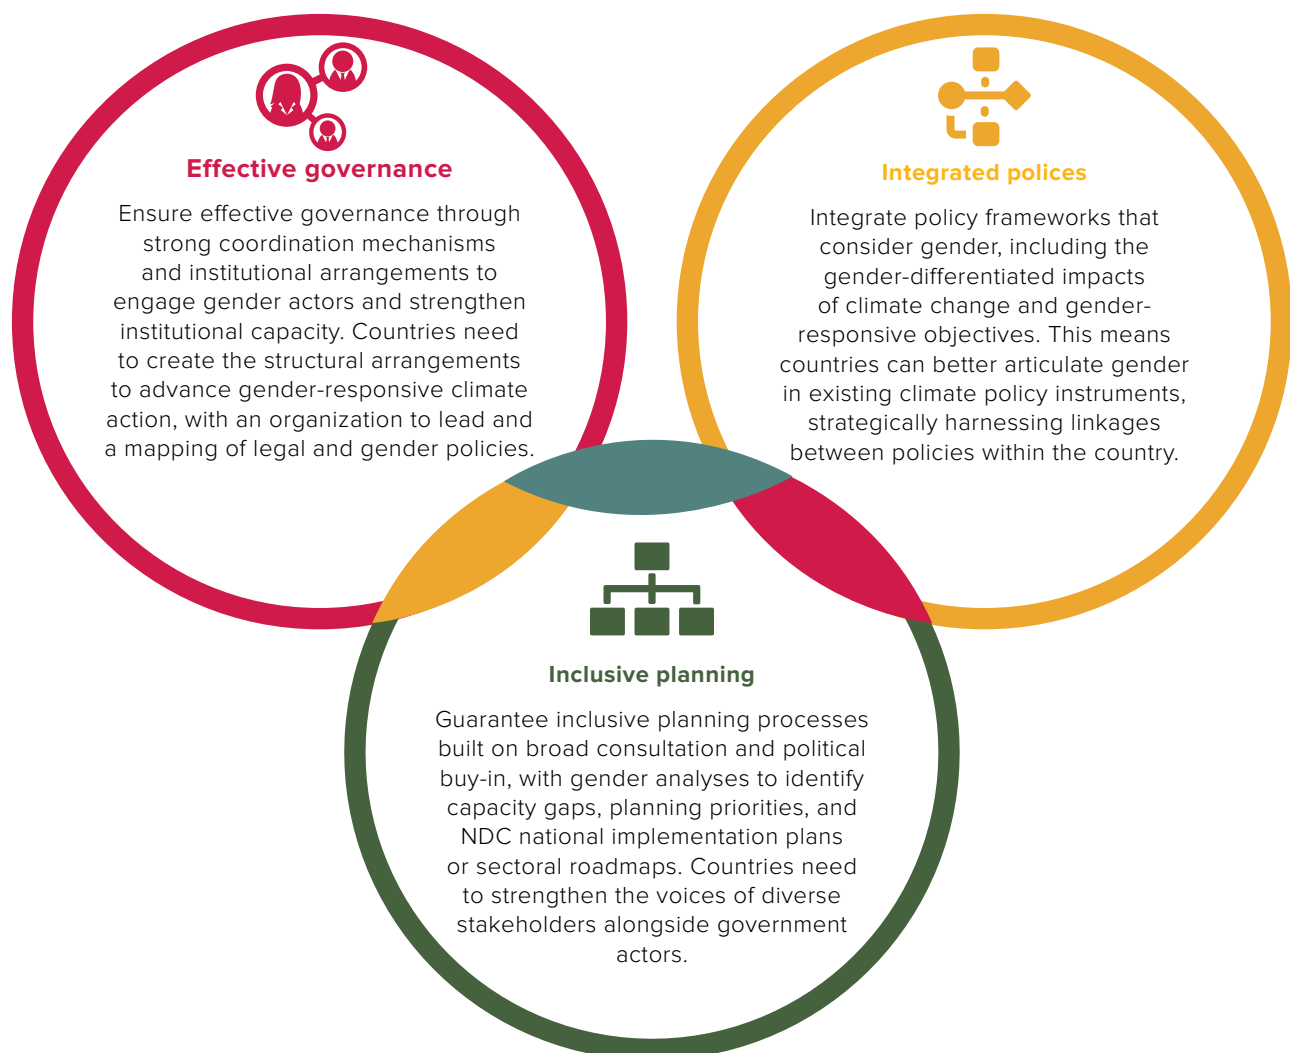 Effective governance
Ensure effective governance through
strong coordination mechanisms
and institutional arrangements to
engage gender actors and strengthen
institutional capacity. Countries need
to create the structural arrangements
to advance gender-responsive climate
action, with an organization to lead and
a mapping of legal and gender policies.
Integrated polices
Integrate policy frameworks that
consider gender, including the
gender-differentiated impacts
of climate change and gender-
responsive objectives. This means
countries can better articulate gender
in existing climate policy instruments,
strategically harnessing linkages
between policies within the country.
Inclusive planning
Guarantee inclusive planning processes
built on broad consultation and political
buy-in, with gender analyses to identify
capacity gaps, planning priorities, and
NDC national implementation plans
or sectoral roadmaps. Countries need
to strengthen the voices of diverse
stakeholders alongside government
actors.